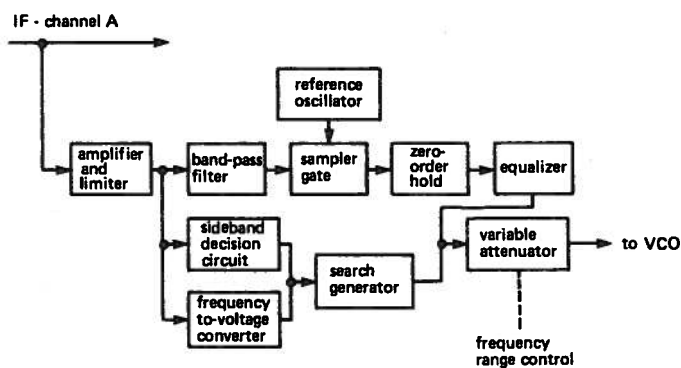 IF - channel A
reference
oscillator
amplifier
and
limiter
band-pass
filter
sampler
gate
zero-
order
hold
equalizer
sideband
decision
circuit
search
generator
variable
attenuator
to VCO
frequency
to-voltage
converter
frequency
range control